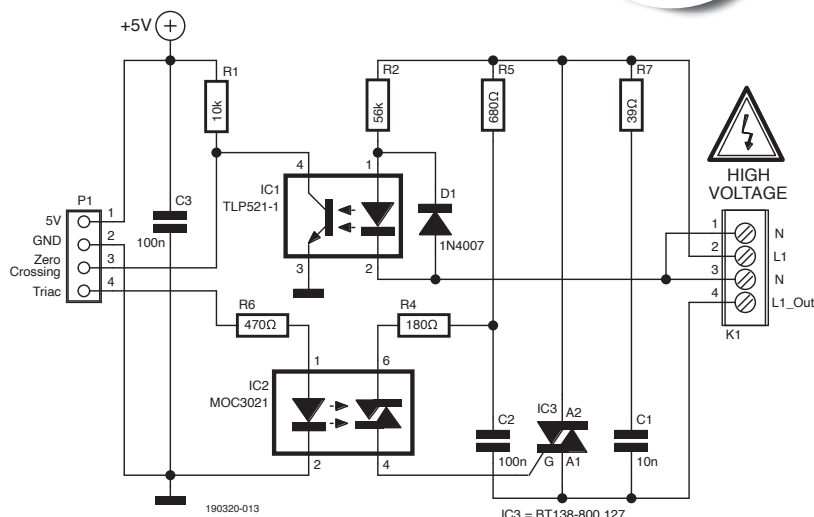 +5V
R1
10k
R2
56k
R5
680Ω
R7
39Ω
HIGH
VOLTAGE
P1
5V 1
GND 2
Zero
Crossing 3
Triac 4
C3
100n
IC1
TLP521-1
4
1
3
2
D1
1N4007
1 N
2 L1
3 N
4 L1_Out
K1
R6
470Ω
R4
180Ω
IC2
MOC3021
1
6
2
4
C2
100n
IC3
A2
G
A1
C1
10n
190320-013
IC3 = BT138-800,127